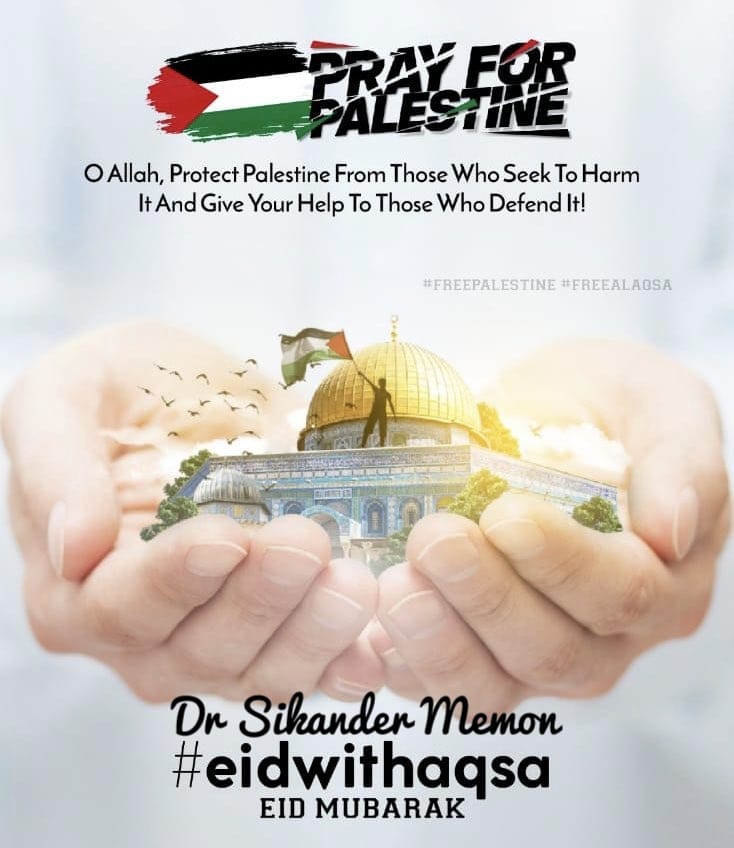 PRAY FOR
PALESTINE
O Allah, Protect Palestine From Those Who Seek To Harm
It And Give Your Help To Those Who Defend It!
#FREEPALESTINE #FREEALAQSA
Dr Sikander Memon
#eidwithaqsa
EID MUBARAK